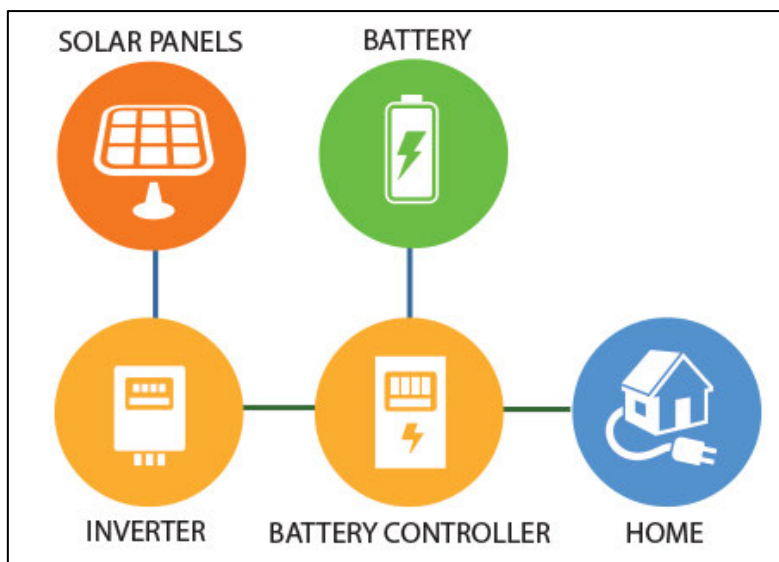 SOLAR PANELS
BATTERY
INVERTER
BATTERY CONTROLLER
HOME